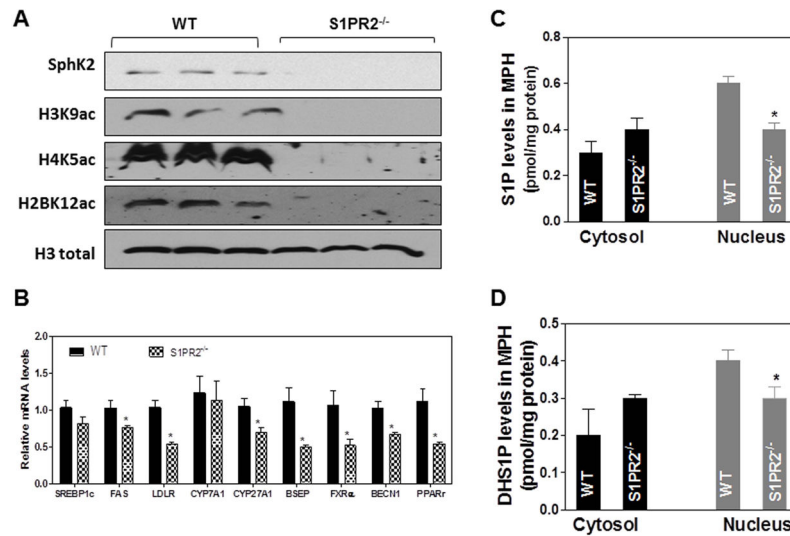 A
WT
S1PR2-/-
SphK2
H3K9ac
H4K5ac
H2BK12ac
H3 total
B
Relative mRNA levels
2.0
1.5
1.0
0.5
0.0
WT
S1PR2-/-
*
*
*
*
*
*
*
SREBP1c FAS LDLR CYP7A1 CYP27A1 BSEP FXRα BECN1 PPARr
C
S1P levels in MPH
(pmol/mg protein)
0.8
0.6
0.4
0.2
0.0
*
WT
S1PR2-/-
WT
S1PR2-/-
Cytosol Nucleus
D
DHS1P levels in MPH
(pmol/mg protein)
0.5
0.4
0.3
0.2
0.1
0.0
*
WT
S1PR2-/-
WT
S1PR2-/-
Cytosol Nucleus